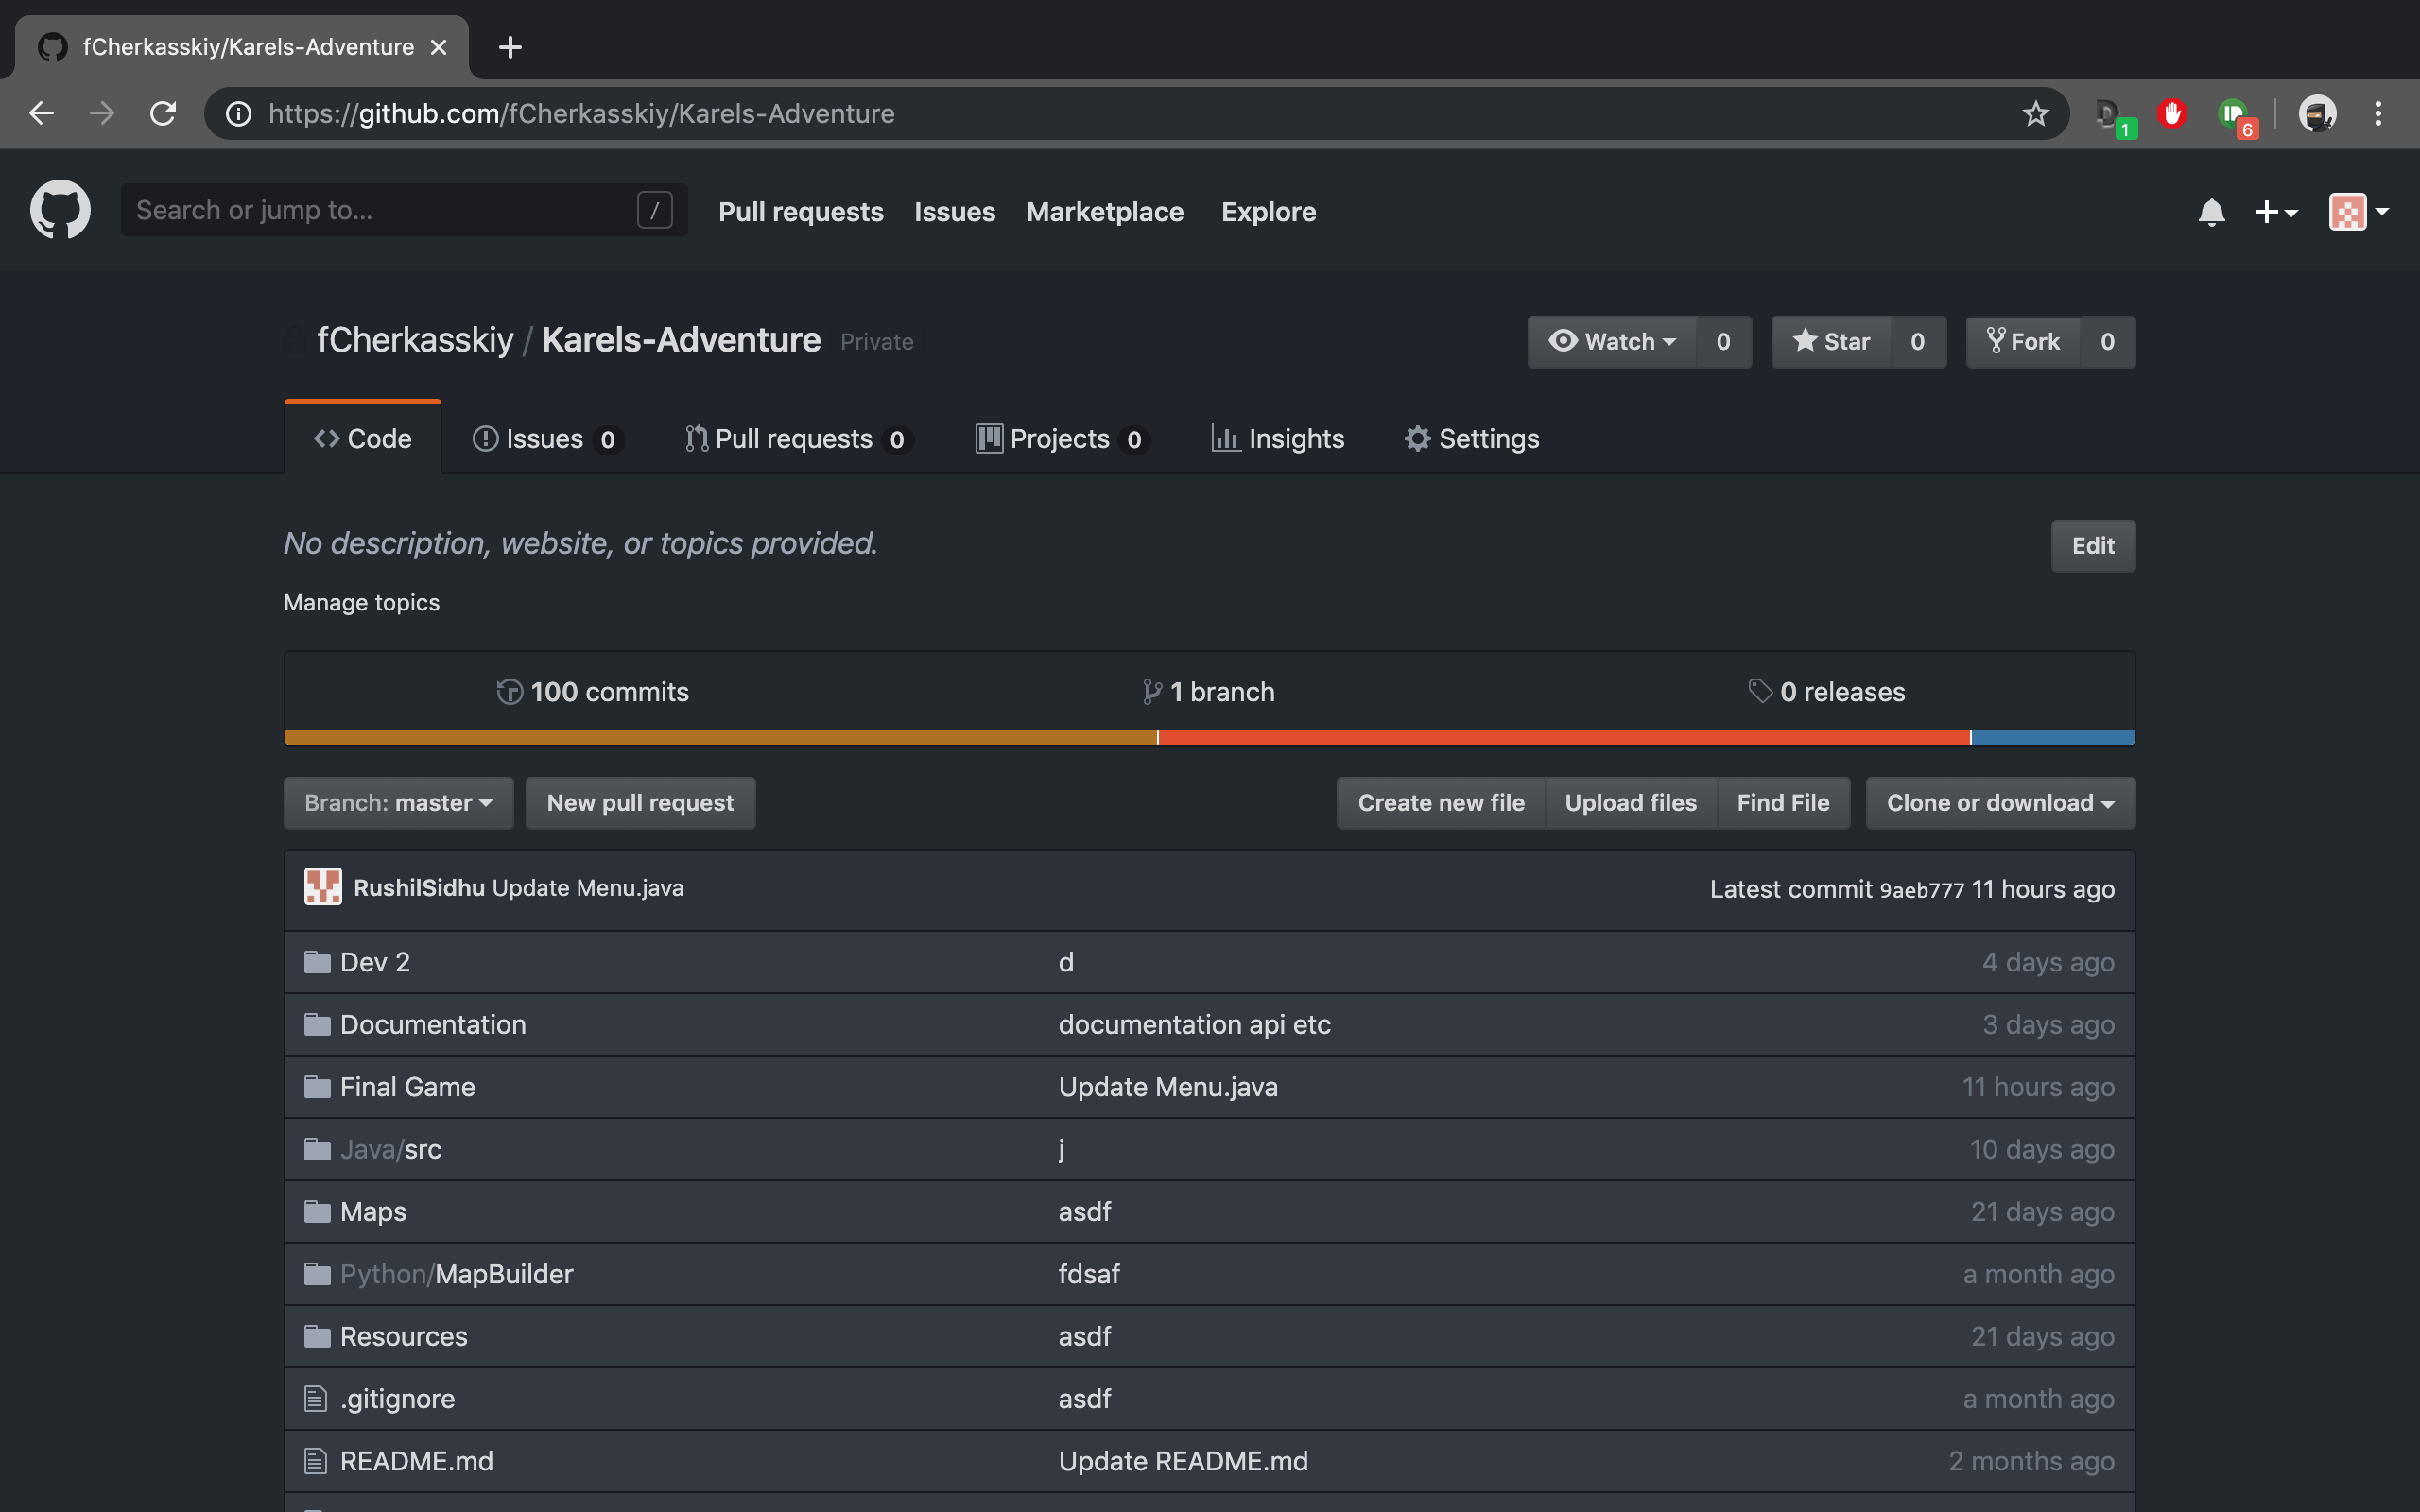 fCherkasskiy/Karels-Adventure
https://github.com/fCherkasskiy/Karels-Adventure
1
6
Search or jump to... /
Pull requests Issues Marketplace Explore
fCherkasskiy / Karels-Adventure Private
Watch 0 Star 0 Fork 0
Code Issues 0 Pull requests 0 Projects 0 Insights Settings
No description, website, or topics provided. Edit
Manage topics
100 commits 1 branch 0 releases
Branch: master New pull request Create new file Upload files Find File Clone or download
RushilSidhu Update Menu.java Latest commit 9aeb777 11 hours ago
Dev 2 d 4 days ago
Documentation documentation api etc 3 days ago
Final Game Update Menu.java 11 hours ago
Java/src j 10 days ago
Maps asdf 21 days ago
Python/MapBuilder fdsaf a month ago
Resources asdf 21 days ago
.gitignore asdf a month ago
README.md Update README.md 2 months ago